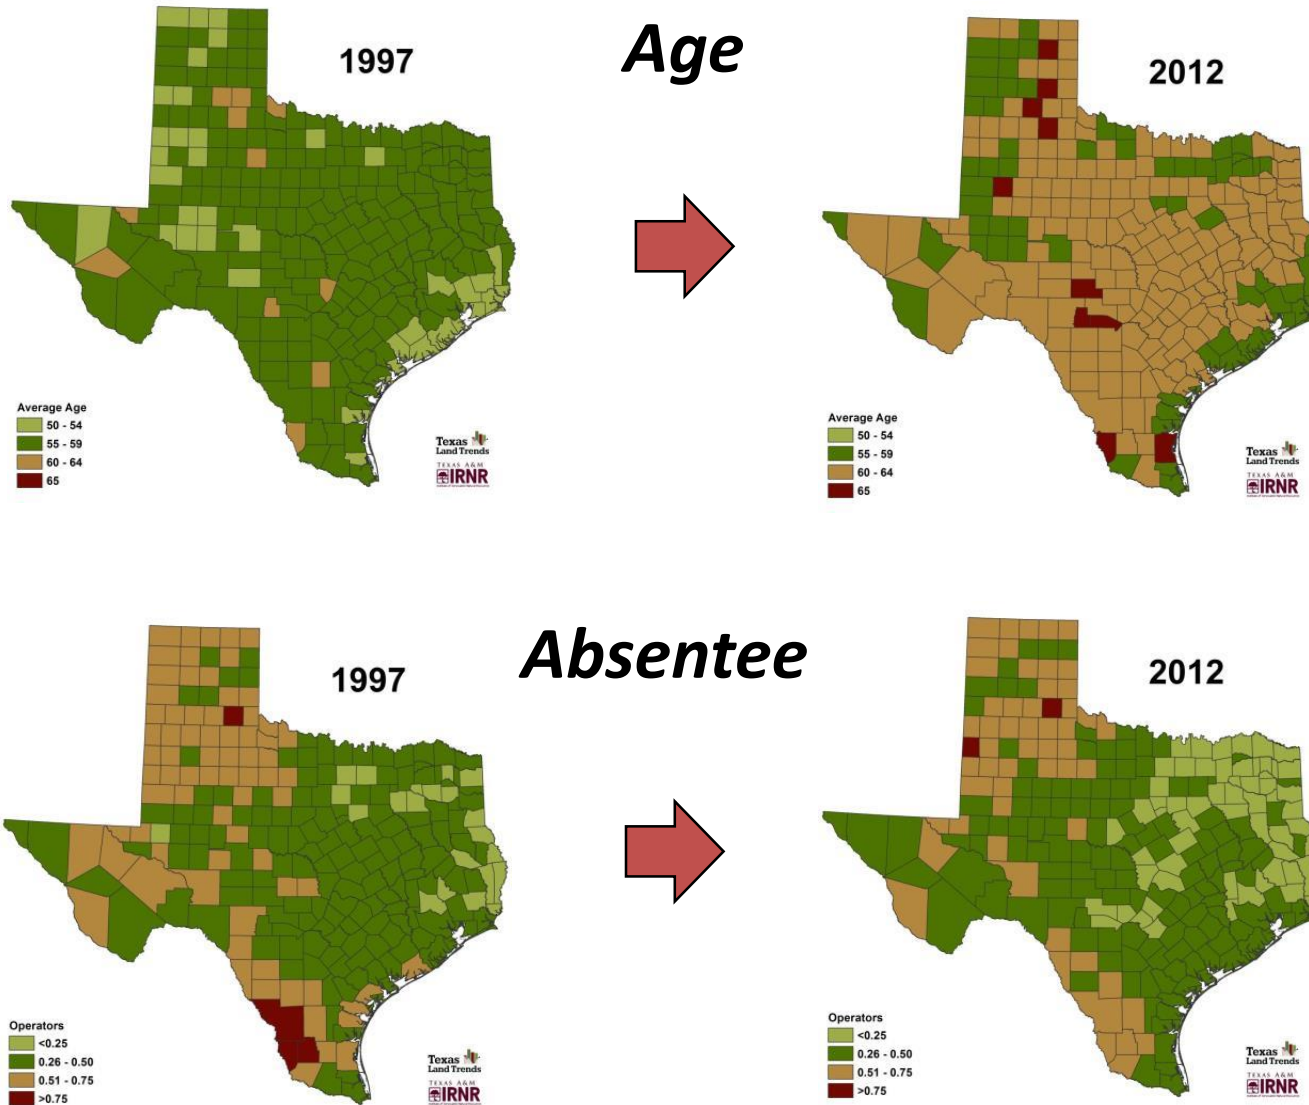 Age
1997
2012
Average Age
50 - 54
55 - 59
60 - 64
65
Texas
Land Trends
TEXAS A&M
IRNR
Average Age
50 - 54
55 - 59
60 - 64
65
Texas
Land Trends
TEXAS A&M
IRNR
Absentee
1997
2012
Operators
<0.25
0.26 - 0.50
0.51 - 0.75
>0.75
Texas
Land Trends
TEXAS A&M
IRNR
Operators
<0.25
0.26 - 0.50
0.51 - 0.75
>0.75
Texas
Land Trends
TEXAS A&M
IRNR